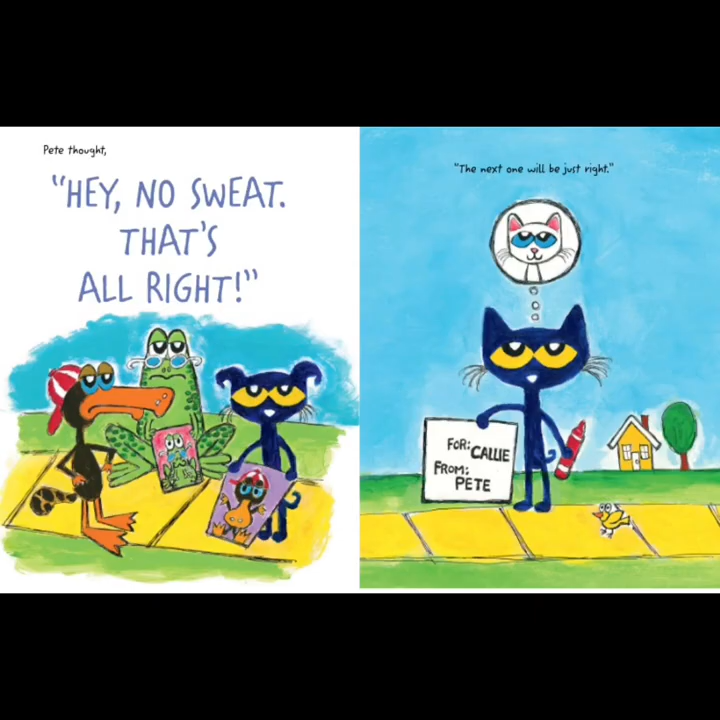 Pete thought,
"HEY, NO SWEAT.
THAT'S
ALL RIGHT!"
"The next one will be just right."
FOR: CALLIE
FROM:
PETE